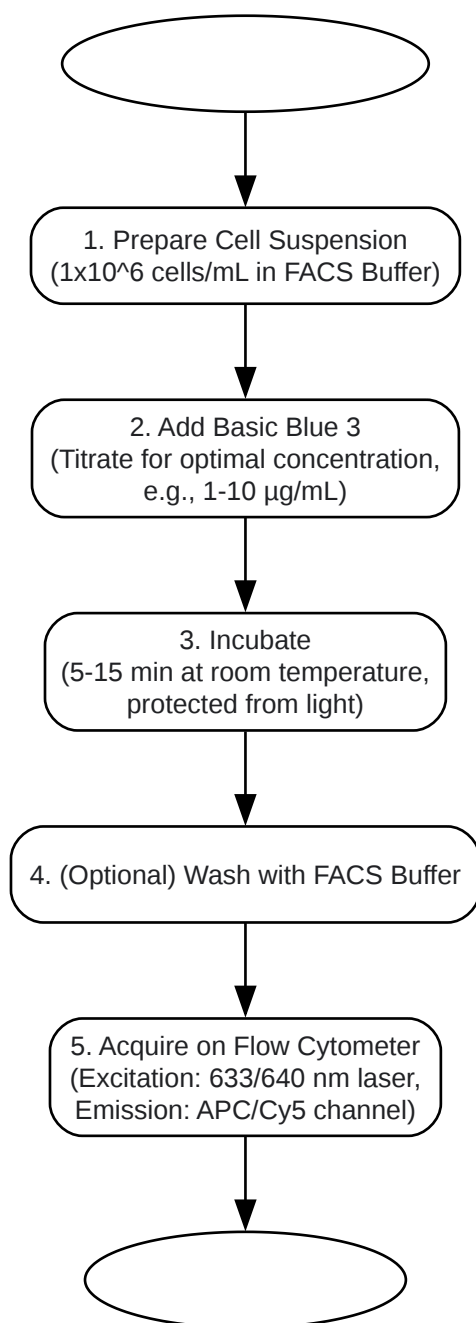 1. Prepare Cell Suspension
(1x10^6 cells/mL in FACS Buffer)
2. Add Basic Blue 3
(Titrate for optimal concentration,
e.g., 1-10 µg/mL)
3. Incubate
(5-15 min at room temperature,
protected from light)
4. (Optional) Wash with FACS Buffer
5. Acquire on Flow Cytometer
(Excitation: 633/640 nm laser,
Emission: APC/Cy5 channel)